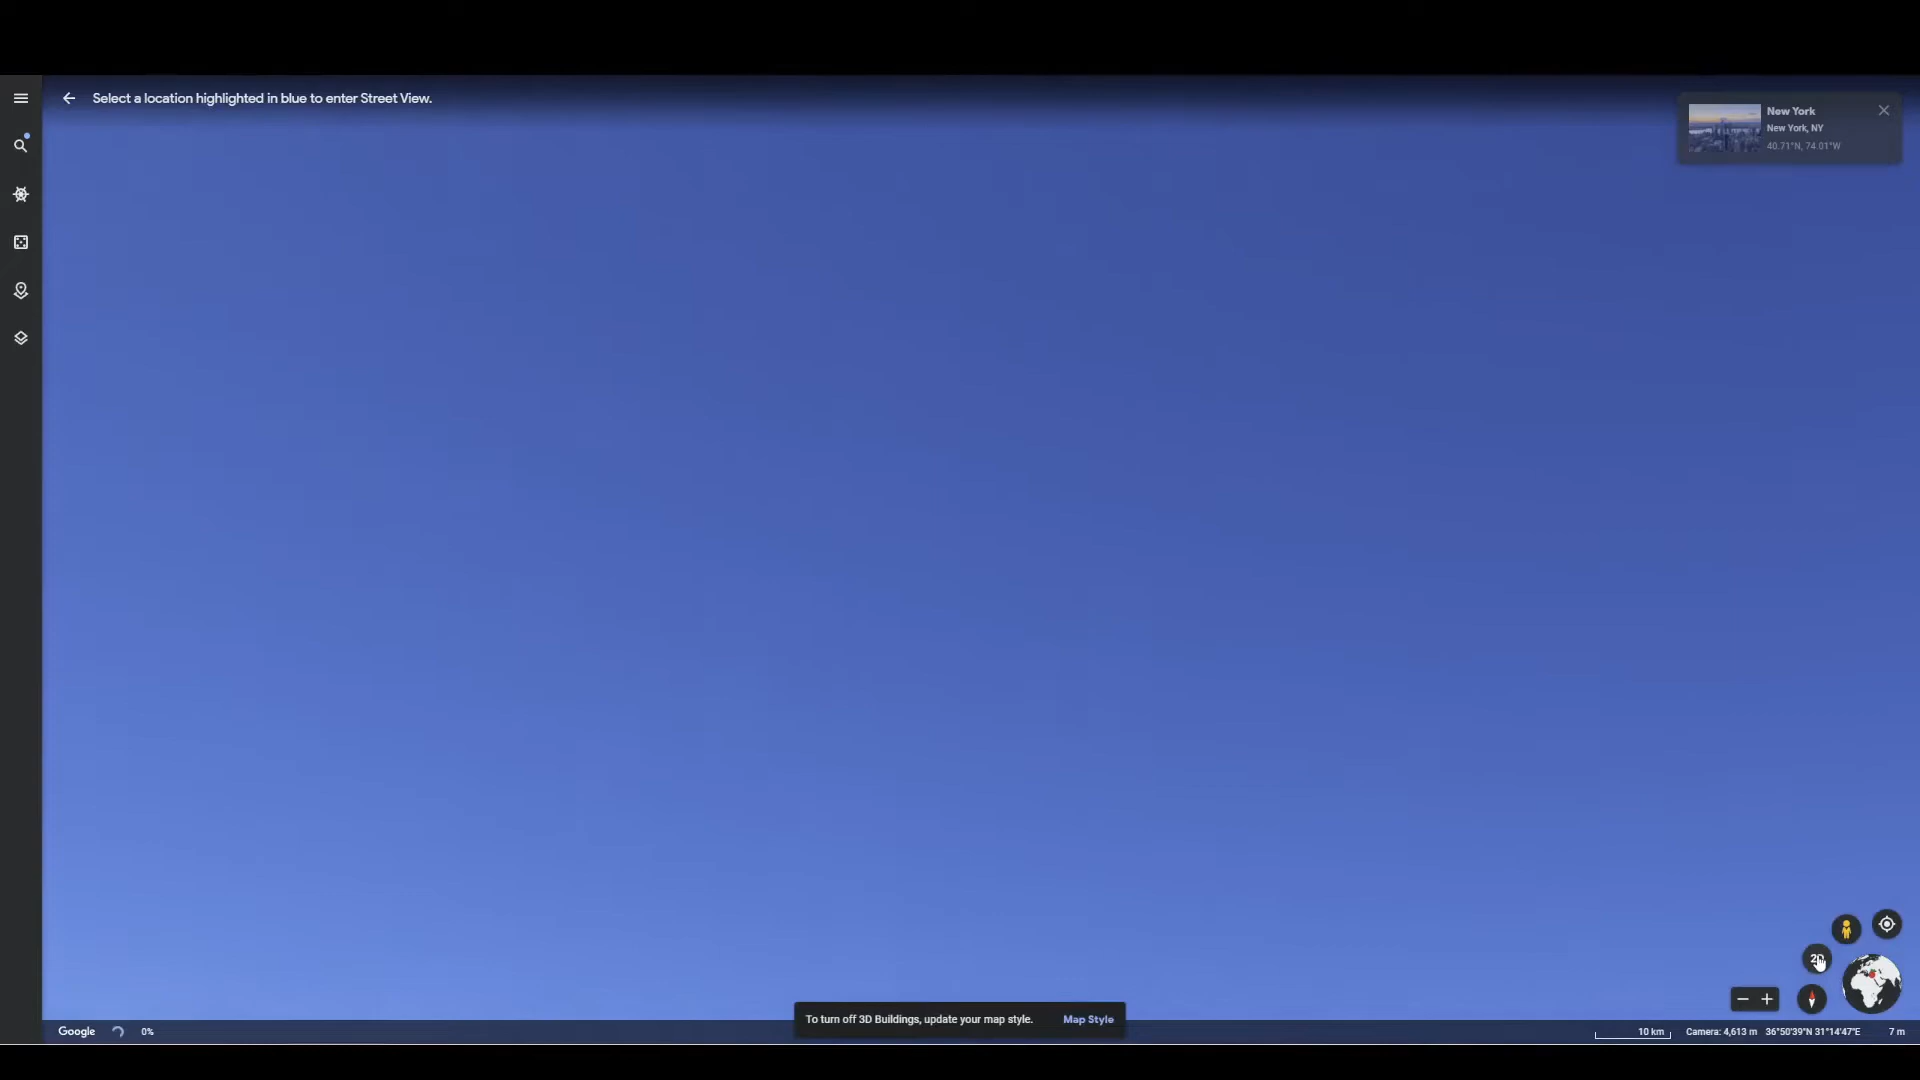 Select a location highlighted in blue to enter Street View.
New York
New York, NY
40.71°N, 74.01°W
To turn off 3D Buildings, update your map style. Map Style
Google 0%
10 km Camera: 4,613 m 36°50'39"N 31°14'47"E 7 m